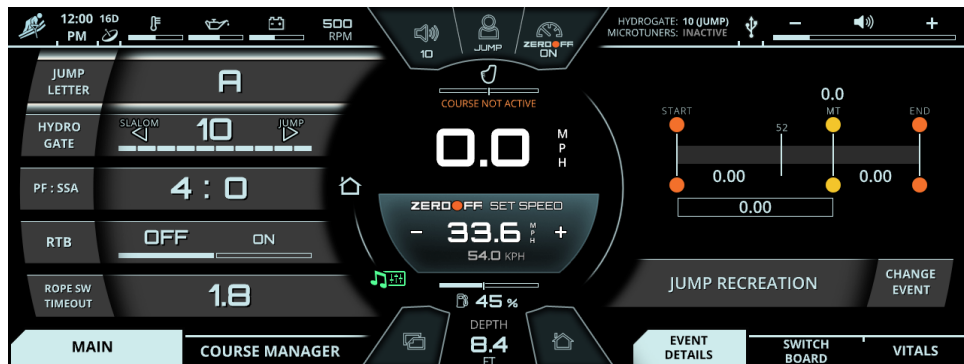 12:00
PM
16D
500
RPM
10
JUMP
ZEROOFF
ON
HYDROGATE: 10 (JUMP)
MICROTUNERS: INACTIVE
−
+
JUMP
LETTER
A
HYDRO
GATE
SLALOM
10
JUMP
PF : SSA
4 : 0
RTB
OFF
ON
ROPE SW
TIMEOUT
1.8
MAIN
COURSE MANAGER
COURSE NOT ACTIVE
0.0
MPH
ZEROOFF SET SPEED
−
33.6
MPH
+
54.0 KPH
45 %
DEPTH
8.4
FT
0.0
START
52
MT
END
0.00
0.00
0.00
JUMP RECREATION
CHANGE
EVENT
EVENT
DETAILS
SWITCH
BOARD
VITALS